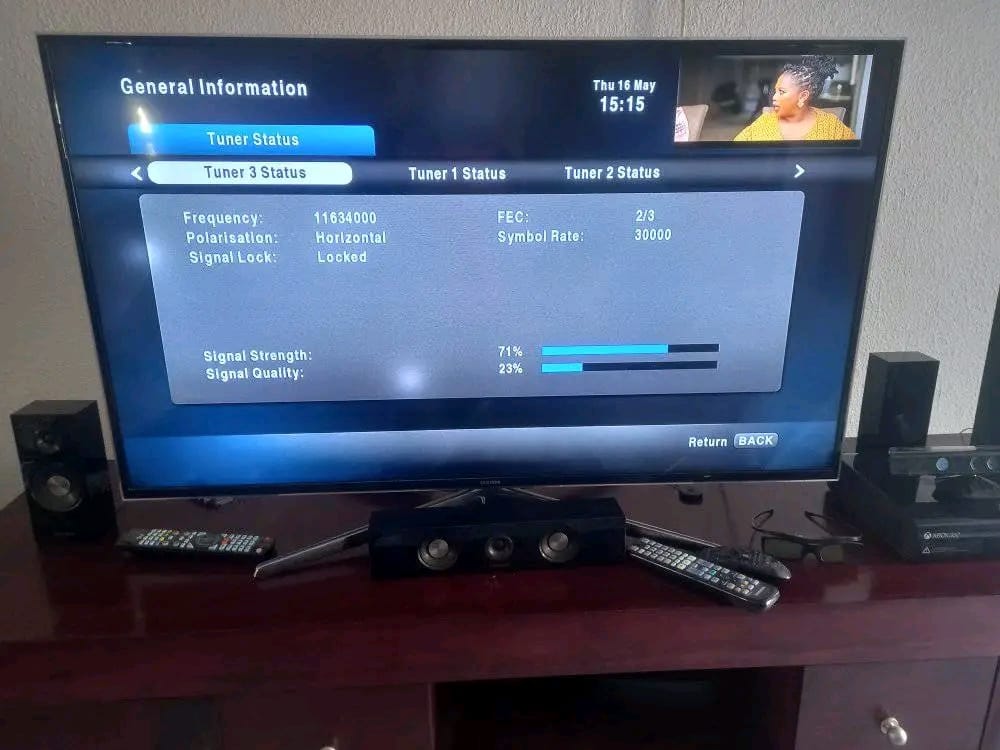 General Information
Thu 16 May
15:15
Tuner Status
Tuner 3 Status
Tuner 1 Status
Tuner 2 Status
Frequency: 11634000
FEC: 2/3
Polarisation: Horizontal
Symbol Rate: 30000
Signal Lock: Locked
Signal Strength: 71%
Signal Quality: 23%
Return BACK
SAMSUNG
XBOX360